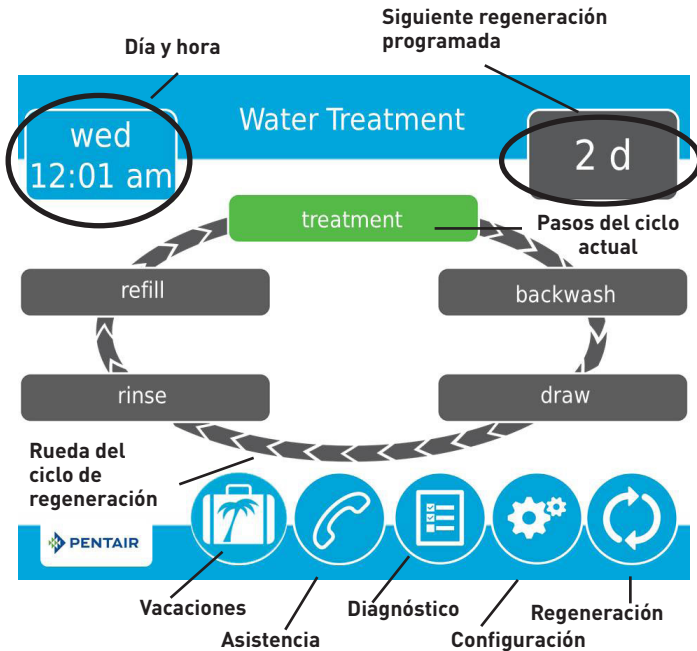 Siguiente regeneración
programada
Día y hora
Water Treatment
wed
12:01 am
2 d
treatment
Pasos del ciclo
actual
refill
backwash
rinse
draw
Rueda del
ciclo de
regeneración
PENTAIR
Vacaciones
Diagnóstico
Regeneración
Asistencia
Configuración